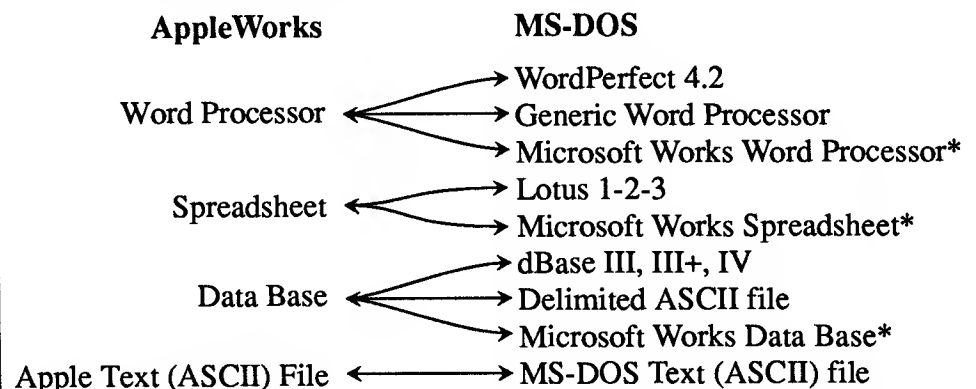 AppleWorks MS-DOS
WordPerfect 4.2
Word Processor Generic Word Processor
Microsoft Works Word Processor*
Lotus 1-2-3
Spreadsheet
Microsoft Works Spreadsheet*
dBase III, III+, IV
Data Base Delimited ASCII file
Microsoft Works Data Base*
Apple Text (ASCII) File MS-DOS Text (ASCII) file